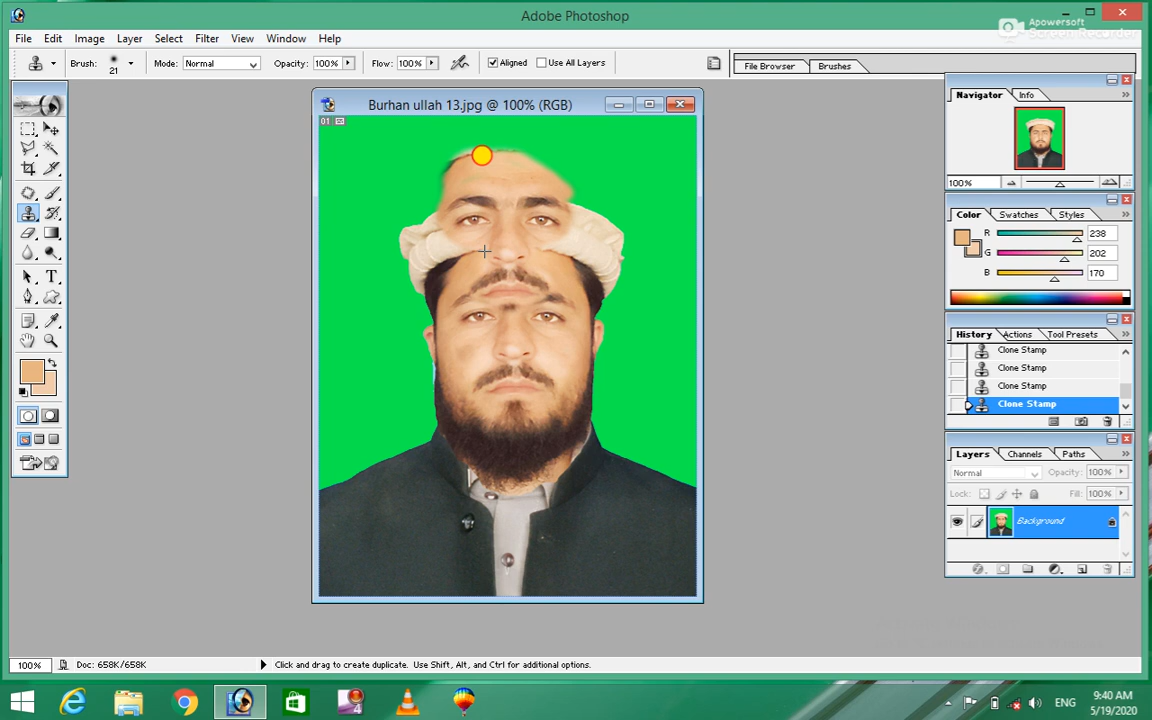 Adobe Photoshop
Apowersoft
Screen Recorder
File Edit Image Layer Select Filter View Window Help
Brush: 21 Mode: Normal Opacity: 100% Flow: 100% Aligned Use All Layers File Browser Brushes
Burhan ullah 13.jpg @ 100% (RGB)
01
Navigator Info
100%
Color Swatches Styles
R 238
G 202
B 170
History Actions Tool Presets
Clone Stamp
Clone Stamp
Clone Stamp
Clone Stamp
Layers Channels Paths
Normal Opacity: 100%
Lock: Fill: 100%
Background
100% Doc: 658K/658K Click and drag to create duplicate. Use Shift, Alt, and Ctrl for additional options.
4
ENG
9:40 AM
5/19/2020